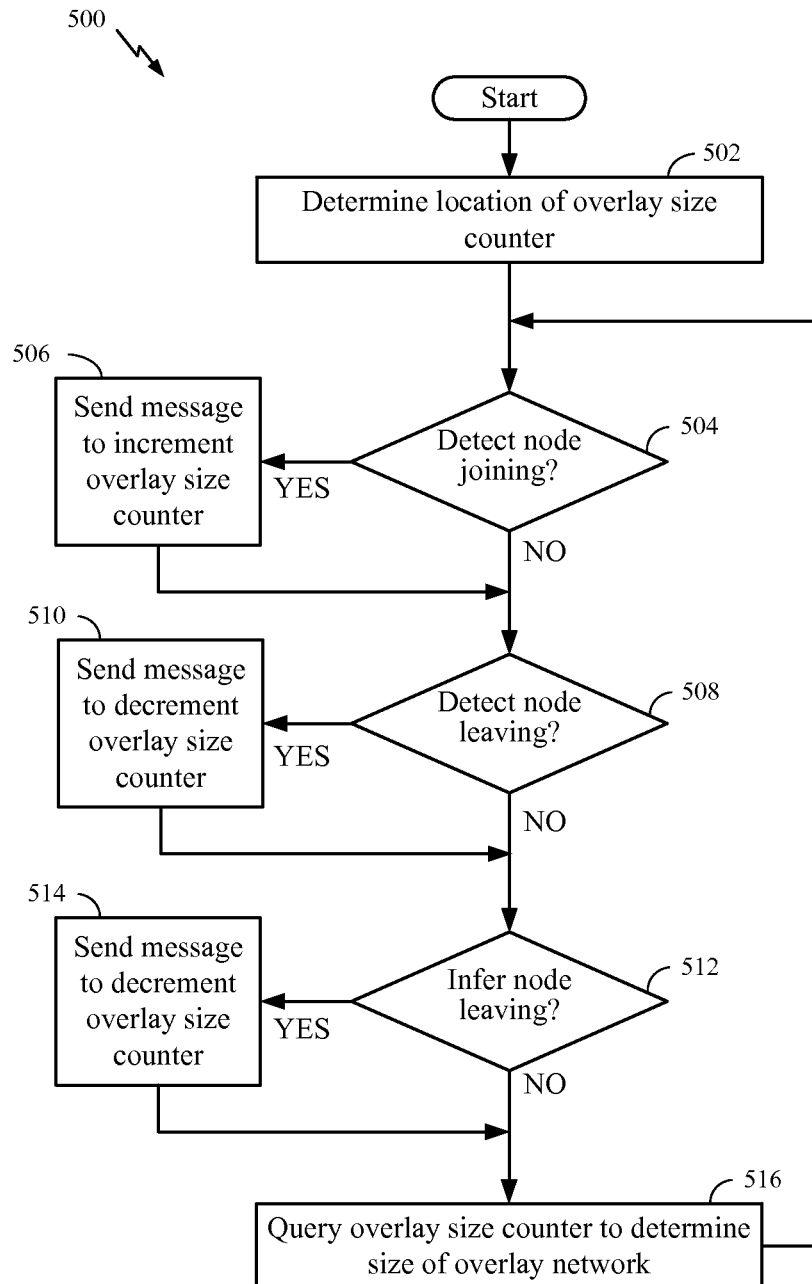 500
Start
502
Determine location of overlay size
counter
506
Send message
to increment
overlay size
counter
Detect node
joining?
504
YES
NO
510
Send message
to decrement
overlay size
counter
Detect node
leaving?
508
YES
NO
514
Send message
to decrement
overlay size
counter
Infer node
leaving?
512
YES
NO
516
Query overlay size counter to determine
size of overlay network